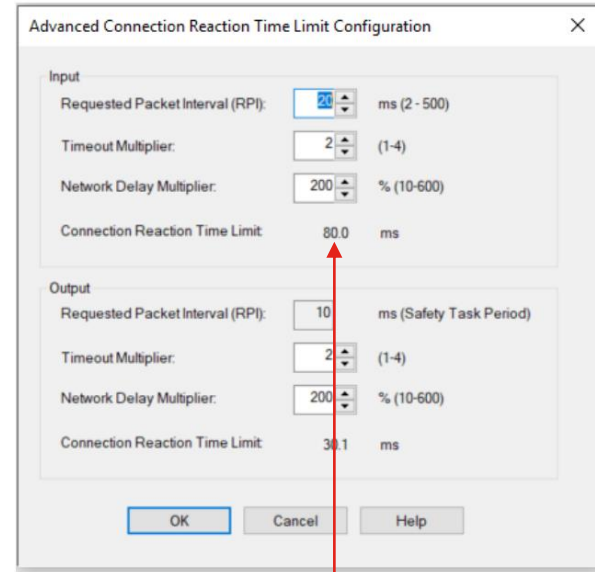 Advanced Connection Reaction Time Limit Configuration
Input
Requested Packet Interval (RPI): 20 ms (2 - 500)
Timeout Multiplier: 2 (1-4)
Network Delay Multiplier: 200 % (10-600)
Connection Reaction Time Limit 80.0 ms
Output
Requested Packet Interval (RPI): 10 ms (Safety Task Period)
Timeout Multiplier: 2 (1-4)
Network Delay Multiplier: 200 % (10-600)
Connection Reaction Time Limit 30.1 ms
OK Cancel Help